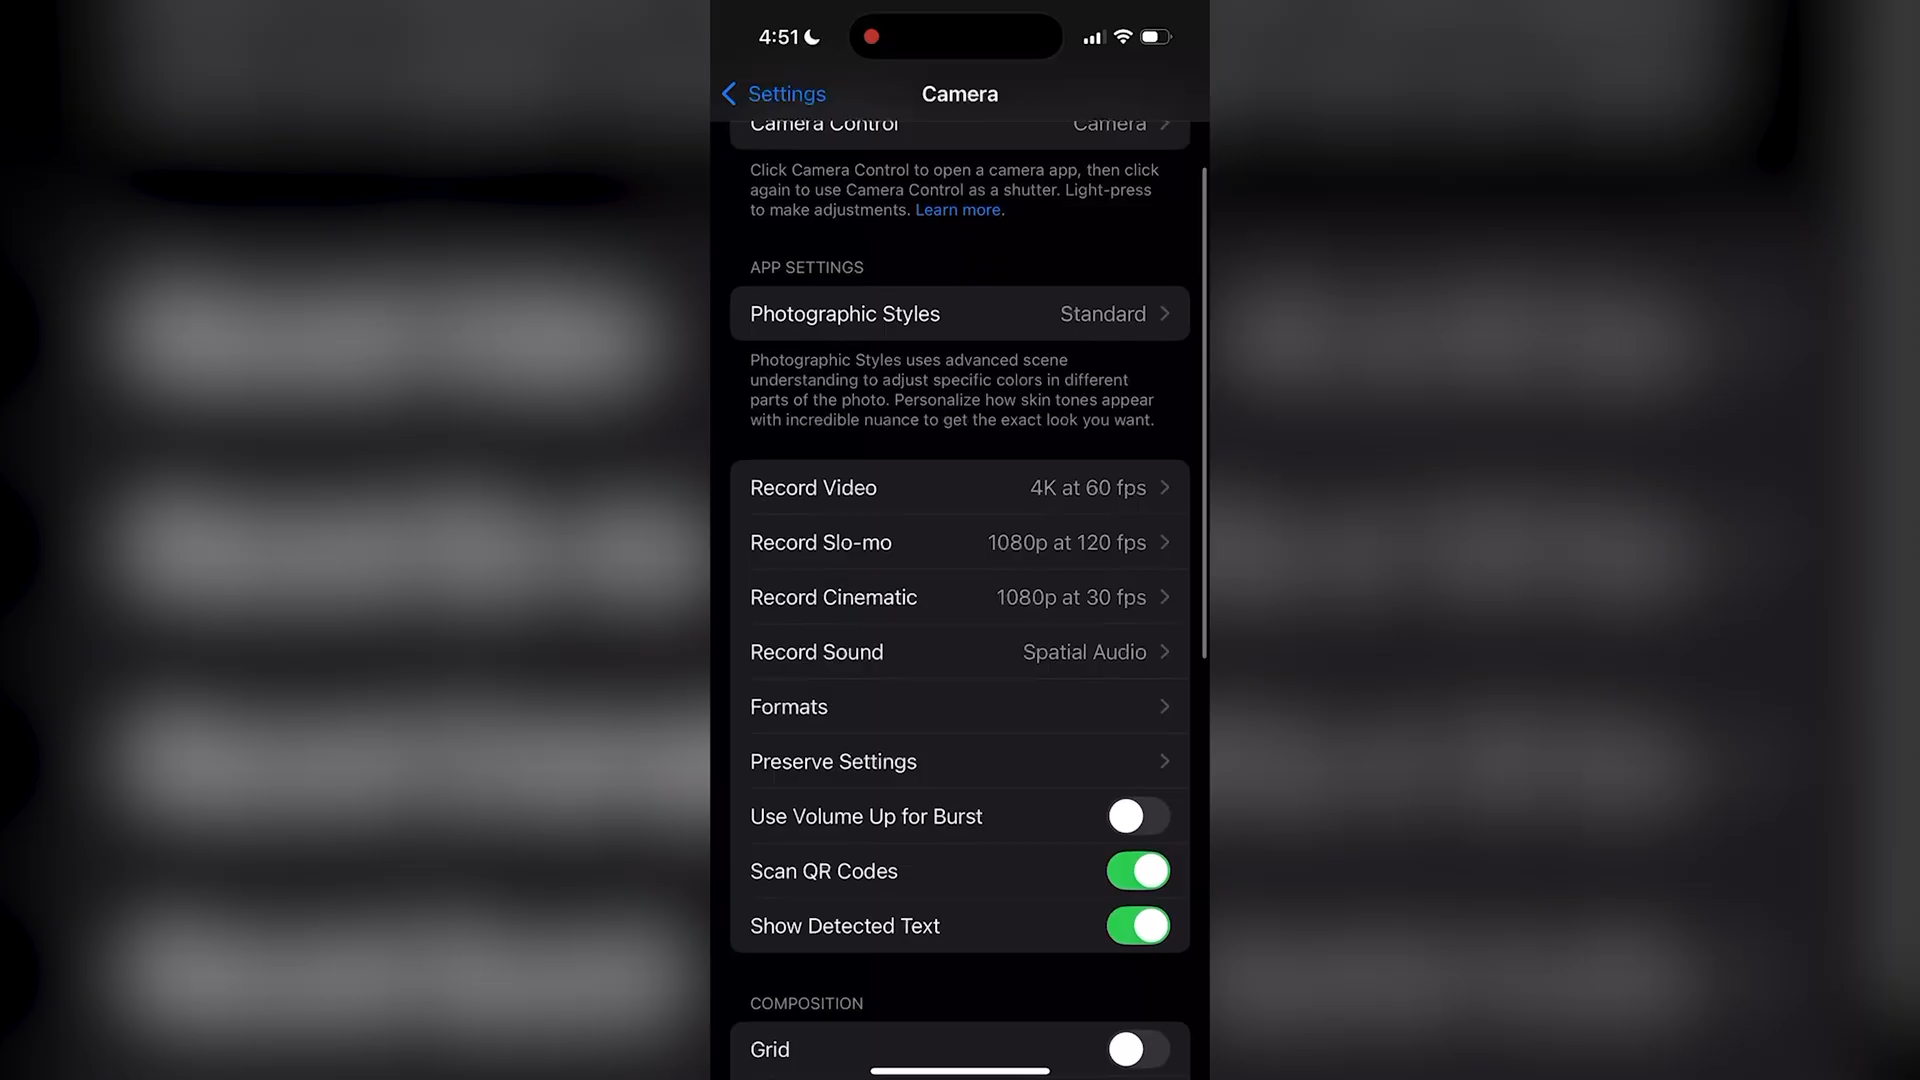 4:51
Settings
Camera
Camera Control Camera
Click Camera Control to open a camera app, then click
again to use Camera Control as a shutter. Light-press
to make adjustments. Learn more.
APP SETTINGS
Photographic Styles Standard
Photographic Styles uses advanced scene
understanding to adjust specific colors in different
parts of the photo. Personalize how skin tones appear
with incredible nuance to get the exact look you want.
Record Video 4K at 60 fps
Record Slo-mo 1080p at 120 fps
Record Cinematic 1080p at 30 fps
Record Sound Spatial Audio
Formats
Preserve Settings
Use Volume Up for Burst
Scan QR Codes
Show Detected Text
COMPOSITION
Grid